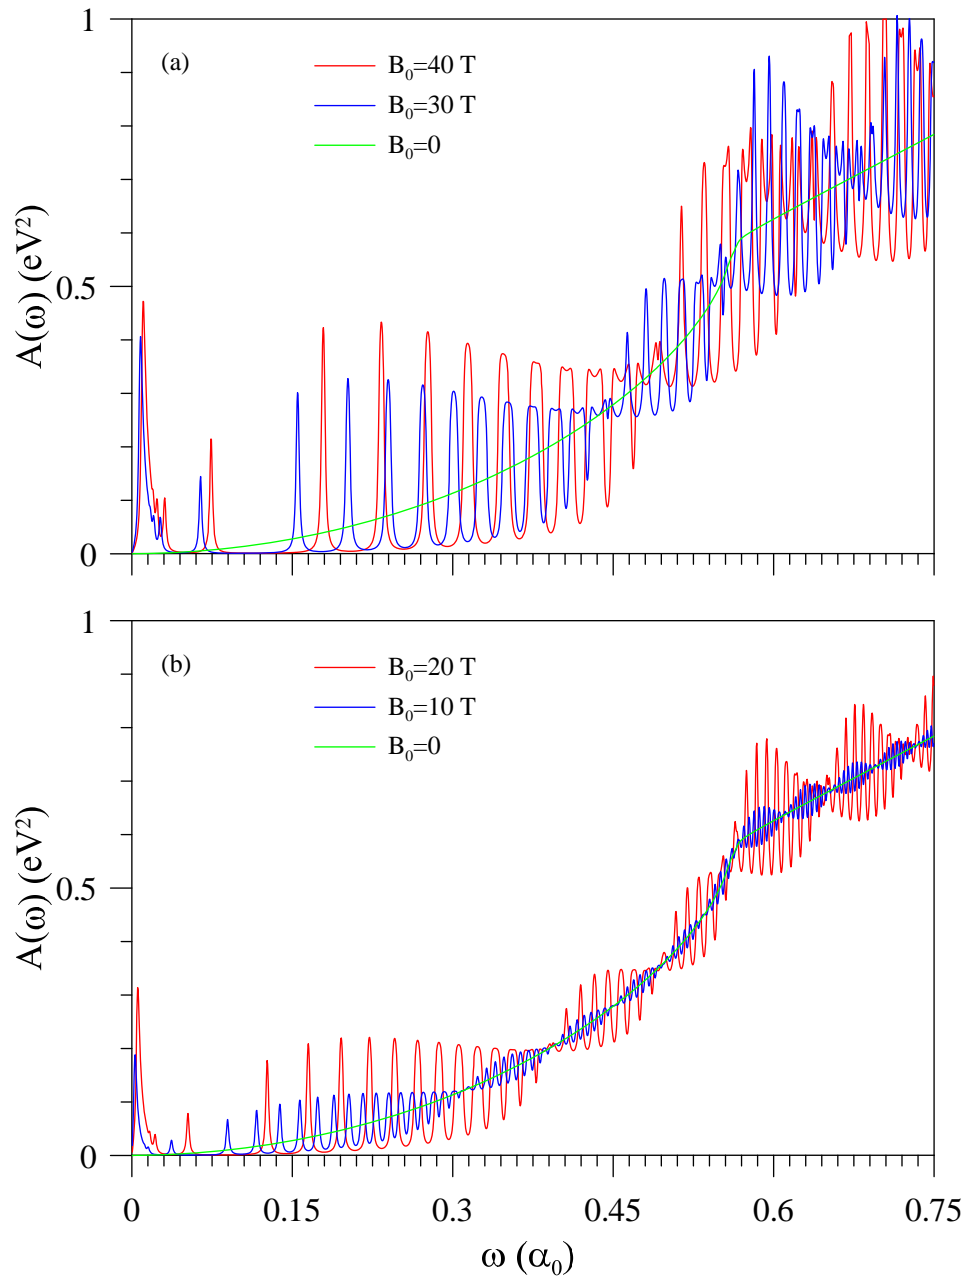 1
(a)
B₀=40 T
B₀=30 T
B₀=0
A(ω) (eV²)
0.5
0
1
(b)
B₀=20 T
B₀=10 T
B₀=0
A(ω) (eV²)
0.5
0
0 0.15 0.3 0.45 0.6 0.75
ω (α₀)